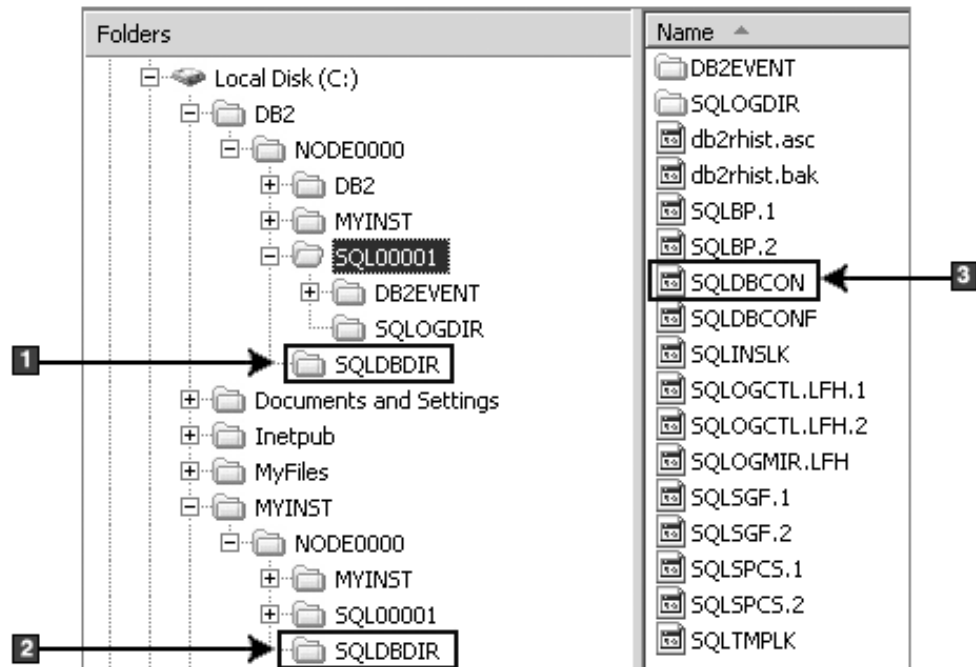 Folders
Local Disk (C:)
DB2
NODE0000
DB2
MYINST
SQL00001
DB2EVENT
SQLOGDIR
1
SQLDBDIR
Documents and Settings
Inetpub
MyFiles
MYINST
NODE0000
MYINST
SQL00001
2
SQLDBDIR
Name
DB2EVENT
SQLOGDIR
db2rhist.asc
db2rhist.bak
SQLBP.1
SQLBP.2
SQLDBCON
3
SQLDBCONF
SQLINSLK
SQLOGCTL.LFH.1
SQLOGCTL.LFH.2
SQLOGMIR.LFH
SQLSGF.1
SQLSGF.2
SQLSPCS.1
SQLSPCS.2
SQLTMPLK